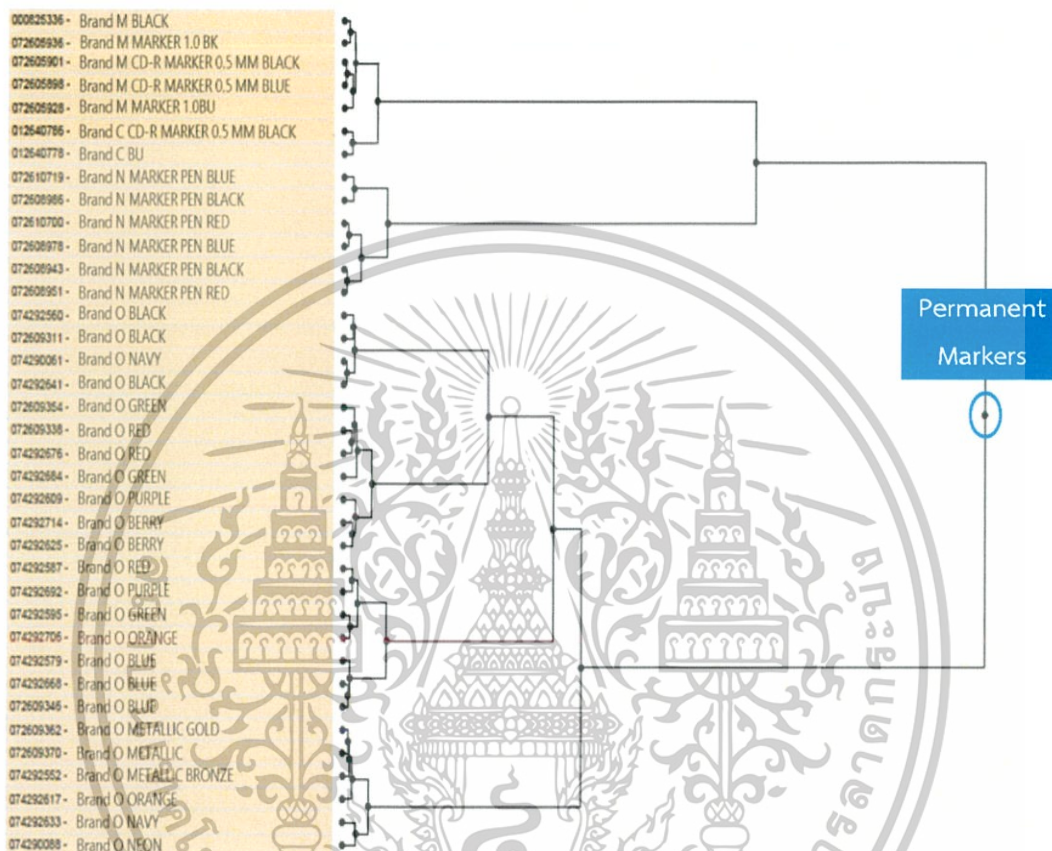 000825336 - Brand M BLACK
072605936 - Brand M MARKER 1.0 BK
072605901 - Brand M CD-R MARKER 0.5 MM BLACK
072605898 - Brand M CD-R MARKER 0.5 MM BLUE
072605928 - Brand M MARKER 1.0BU
012640786 - Brand C CD-R MARKER 0.5 MM BLACK
012640778 - Brand C BU
072610719 - Brand N MARKER PEN BLUE
072608986 - Brand N MARKER PEN BLACK
072610700 - Brand N MARKER PEN RED
072608978 - Brand N MARKER PEN BLUE
072608943 - Brand N MARKER PEN BLACK
072608951 - Brand N MARKER PEN RED
074292560 - Brand O BLACK
072609311 - Brand O BLACK
074290061 - Brand O NAVY
074292641 - Brand O BLACK
072609354 - Brand O GREEN
072609338 - Brand O RED
074292676 - Brand O RED
074292684 - Brand O GREEN
074292609 - Brand O PURPLE
074292714 - Brand O BERRY
074292625 - Brand O BERRY
074292587 - Brand O RED
074292692 - Brand O PURPLE
074292595 - Brand O GREEN
074292706 - Brand O ORANGE
074292579 - Brand O BLUE
074292668 - Brand O BLUE
072609346 - Brand O BLUE
072609362 - Brand O METALLIC GOLD
072609370 - Brand O METALLIC
074292552 - Brand O METALLIC BRONZE
074292617 - Brand O ORANGE
074292633 - Brand O NAVY
074290088 - Brand O NEON
Permanent
Markers